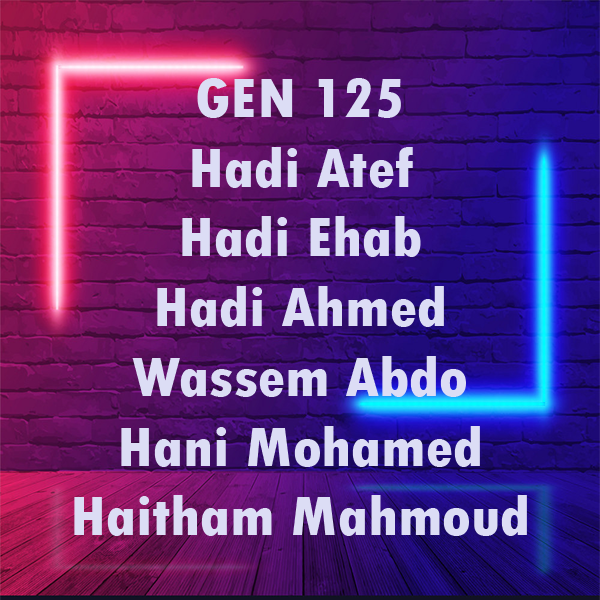 GEN 125
Hadi Atef
Hadi Ehab
Hadi Ahmed
Wassem Abdo
Hani Mohamed
Haitham Mahmoud